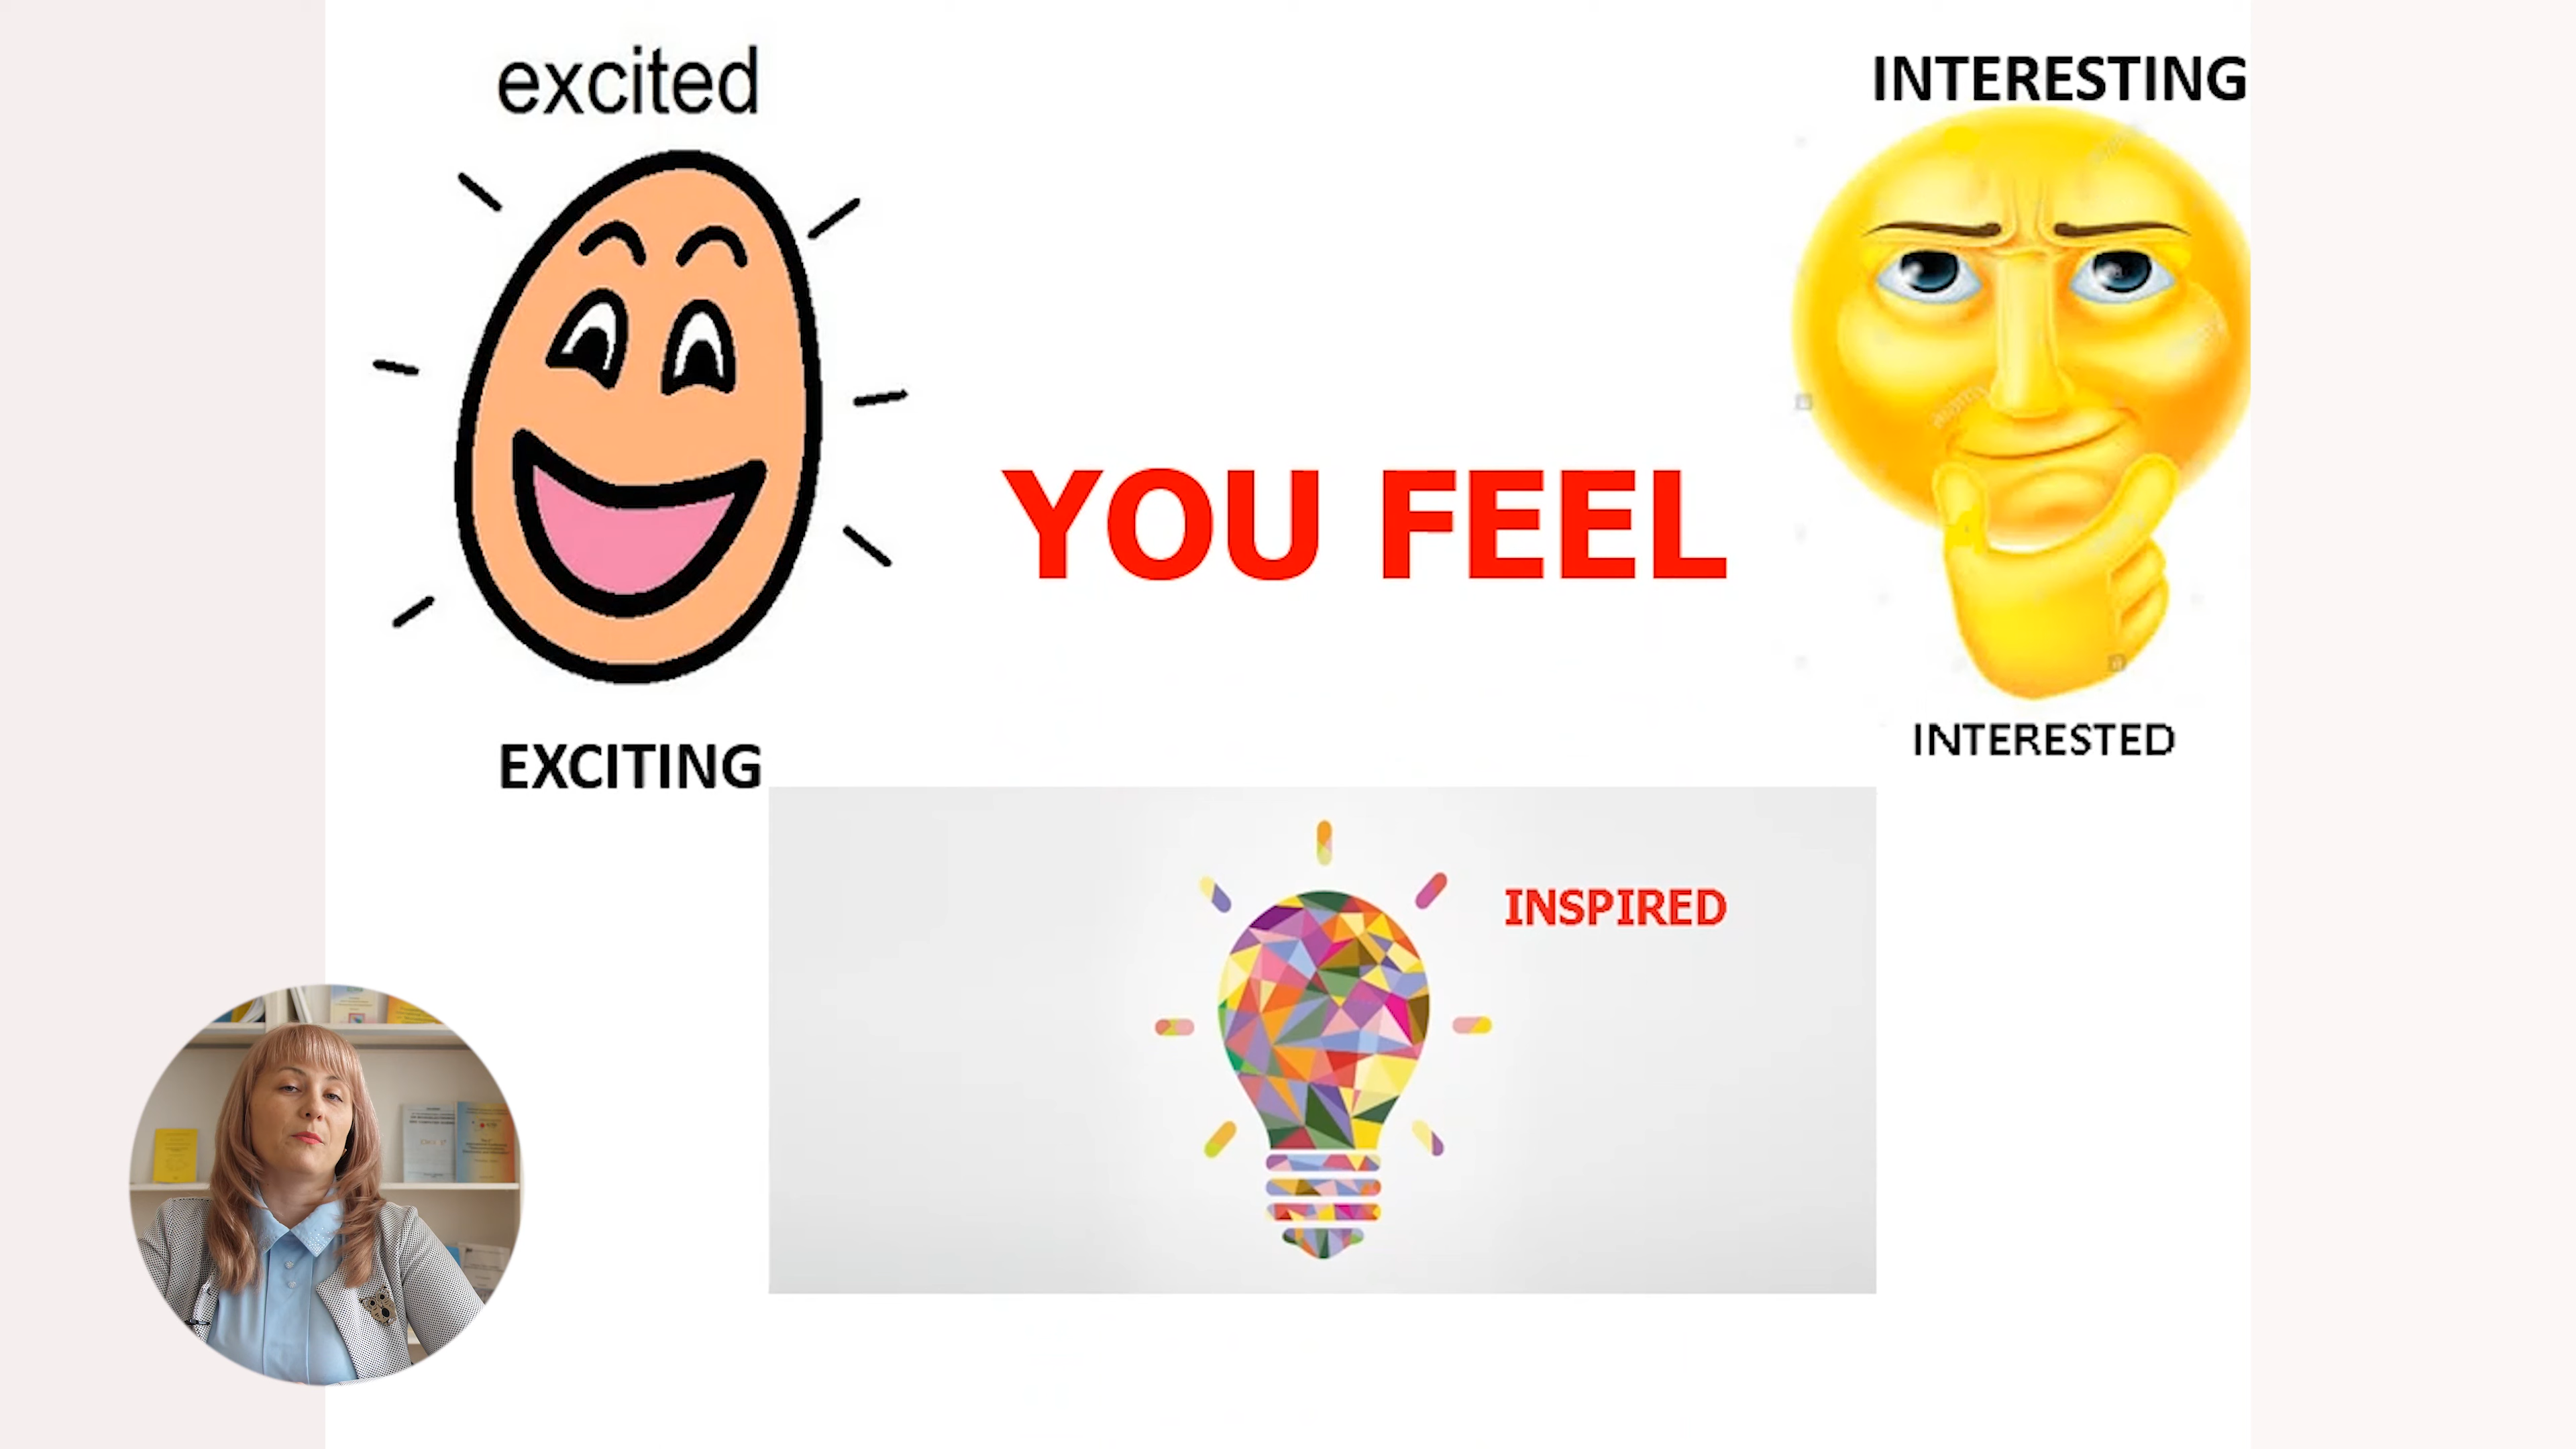 excited
INTERESTING
YOU FEEL
INTERESTED
EXCITING
INSPIRED